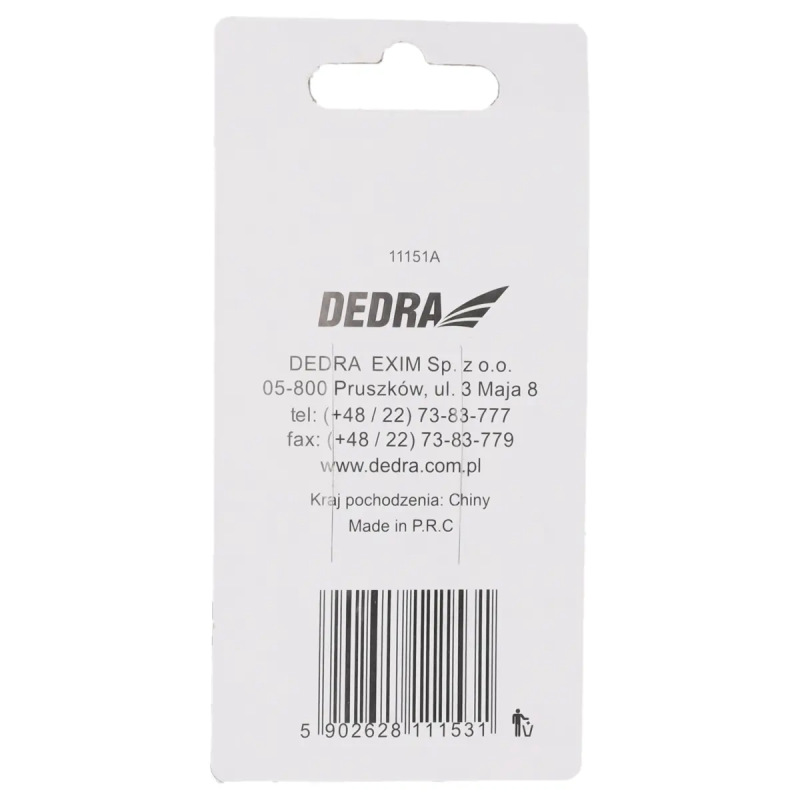 11151A
DEDRA
DEDRA EXIM Sp. z o.o.
05-800 Pruszków, ul. 3 Maja 8
tel: (+48 / 22) 73-83-777
fax: (+48 / 22) 73-83-779
www.dedra.com.pl
Kraj pochodzenia: Chiny
Made in P.R.C
5 902628 111531